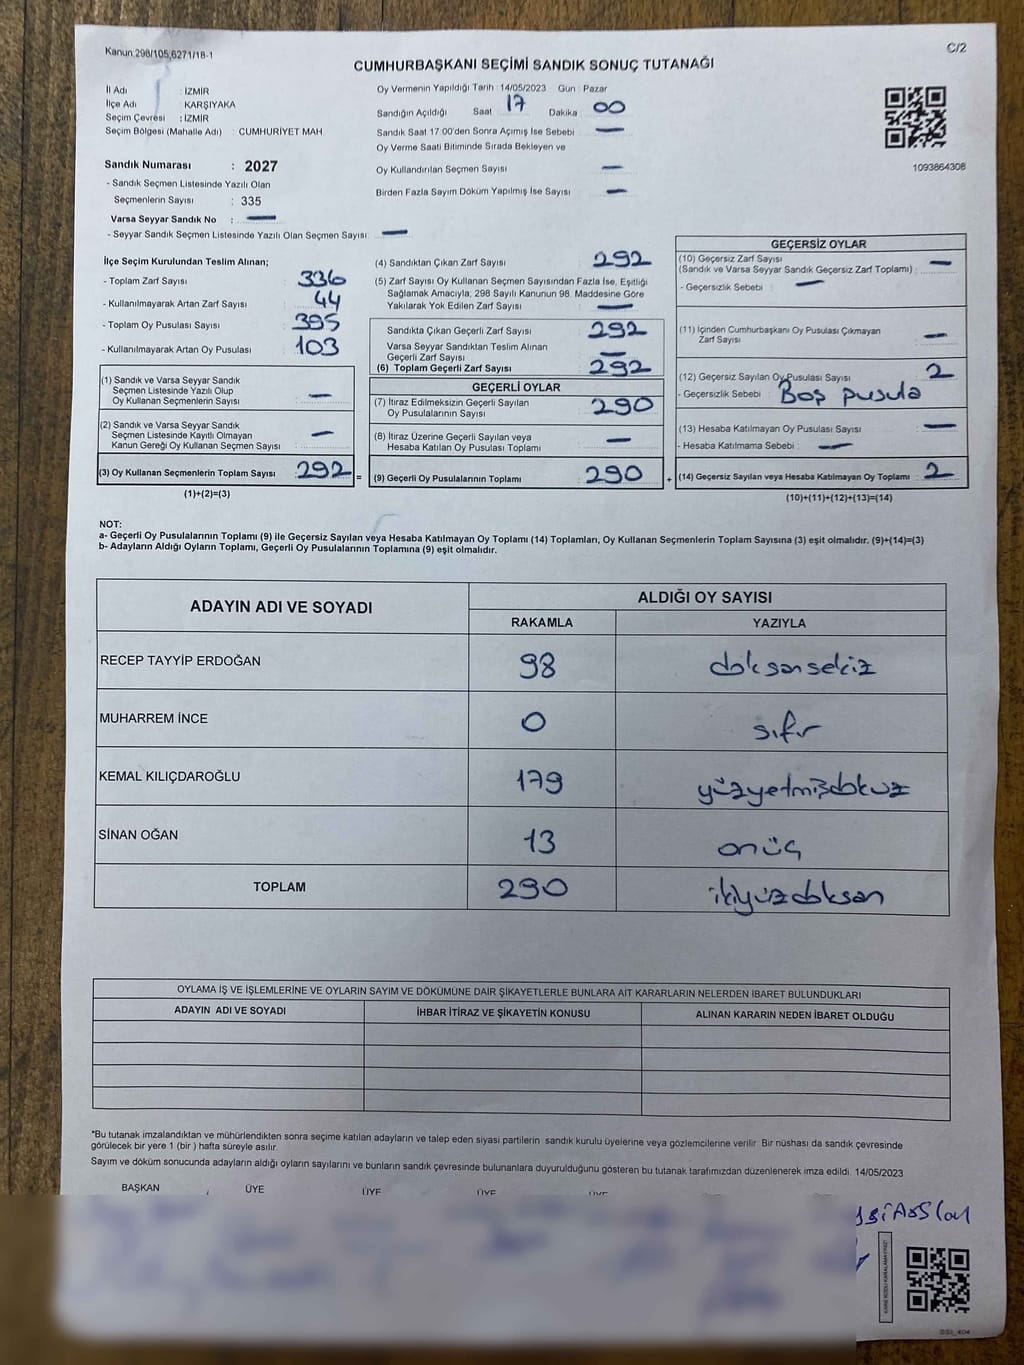 Kanun.298/105,6271/18-1
C/2
CUMHURBAŞKANI SEÇİMİ SANDIK SONUÇ TUTANAĞI
İl Adı : İZMİR
İlçe Adı : KARŞIYAKA
Seçim Çevresi : İZMİR
Seçim Bölgesi (Mahalle Adı) : CUMHURİYET MAH
Sandık Numarası : 2027
- Sandık Seçmen Listesinde Yazılı Olan
Seçmenlerin Sayısı : 335
Varsa Seyyar Sandık No : —
- Seyyar Sandık Seçmen Listesinde Yazılı Olan Seçmen Sayısı: —
Oy Vermenin Yapıldığı Tarih : 14/05/2023 Gün : Pazar
Sandığın Açıldığı Saat 17 Dakika 00
Sandık Saat 17.00'den Sonra Açımış İse Sebebi —
Oy Verme Saati Bitiminde Sırada Bekleyen ve
Oy Kullandırılan Seçmen Sayısı —
Birden Fazla Sayım Döküm Yapılmış İse Sayısı —
1093864308
İlçe Seçim Kurulundan Teslim Alınan;
- Toplam Zarf Sayısı : 336
- Kullanılmayarak Artan Zarf Sayısı : 44
- Toplam Oy Pusulası Sayısı : 395
- Kullanılmayarak Artan Oy Pusulası : 103
(1) Sandık ve Varsa Seyyar Sandık
Seçmen Listesinde Yazılı Olup
Oy Kullanan Seçmenlerin Sayısı —
(2) Sandık ve Varsa Seyyar Sandık
Seçmen Listesinde Kayıtlı Olmayan
Kanun Gereği Oy Kullanan Seçmen Sayısı —
(3) Oy Kullanan Seçmenlerin Toplam Sayısı 292 =
(1)+(2)=(3)
(4) Sandıktan Çıkan Zarf Sayısı 292
(5) Zarf Sayısı Oy Kullanan Seçmen Sayısından Fazla İse, Eşitliği
Sağlamak Amacıyla; 298 Sayılı Kanunun 98. Maddesine Göre
Yakılarak Yok Edilen Zarf Sayısı —
Sandıkta Çıkan Geçerli Zarf Sayısı 292
Varsa Seyyar Sandıktan Teslim Alınan
Geçerli Zarf Sayısı —
(6) Toplam Geçerli Zarf Sayısı 292
GEÇERLİ OYLAR
(7) İtiraz Edilmeksizin Geçerli Sayılan
Oy Pusulalarının Sayısı 290
(8) İtiraz Üzerine Geçerli Sayılan veya
Hesaba Katılan Oy Pusulası Toplamı —
(9) Geçerli Oy Pusulalarının Toplamı 290 +
GEÇERSİZ OYLAR
(10) Geçersiz Zarf Sayısı —
(Sandık ve Varsa Seyyar Sandık Geçersiz Zarf Toplamı) :
- Geçersizlik Sebebi : —
(11) İçinden Cumhurbaşkanı Oy Pusulası Çıkmayan
Zarf Sayısı —
(12) Geçersiz Sayılan Oy Pusulası Sayısı 2
- Geçersizlik Sebebi Boş pusula
(13) Hesaba Katılmayan Oy Pusulası Sayısı —
- Hesaba Katılmama Sebebi : —
(14) Geçersiz Sayılan veya Hesaba Katılmayan Oy Toplamı 2
(10)+(11)+(12)+(13)=(14)
NOT:
a- Geçerli Oy Pusulalarının Toplamı (9) ile Geçersiz Sayılan veya Hesaba Katılmayan Oy Toplamı (14) Toplamları, Oy Kullanan Seçmenlerin Toplam Sayısına (3) eşit olmalıdır. (9)+(14)=(3)
b- Adayların Aldığı Oyların Toplamı, Geçerli Oy Pusulalarının Toplamına (9) eşit olmalıdır.
ADAYIN ADI VE SOYADI ALDIĞI OY SAYISI
RAKAMLA YAZIYLA
RECEP TAYYİP ERDOĞAN 98 doksansekiz
MUHARREM İNCE 0 sıfır
KEMAL KILIÇDAROĞLU 179 yüzyetmişdokuz
SİNAN OĞAN 13 onüç
TOPLAM 290 ikiyüzdoksan
OYLAMA İŞ VE İŞLEMLERİNE VE OYLARIN SAYIM VE DÖKÜMÜNE DAİR ŞİKAYETLERLE BUNLARA AİT KARARLARIN NELERDEN İBARET BULUNDUKLARI
ADAYIN ADI VE SOYADI İHBAR İTİRAZ VE ŞİKAYETİN KONUSU ALINAN KARARIN NEDEN İBARET OLDUĞU
*Bu tutanak imzalandıktan ve mühürlendikten sonra seçime katılan adayların ve talep eden siyasi partilerin sandık kurulu üyelerine veya gözlemcilerine verilir. Bir nüshası da sandık çevresinde
görülecek bir yere 1 (bir ) hafta süreyle asılır.
Sayım ve döküm sonucunda adayların aldığı oyların sayılarını ve bunların sandık çevresinde bulunanlara duyurulduğunu gösteren bu tutanak tarafımızdan düzenlenerek imza edildi. 14/05/2023
BAŞKAN ÜYE ÜYE ÜYE ÜYE